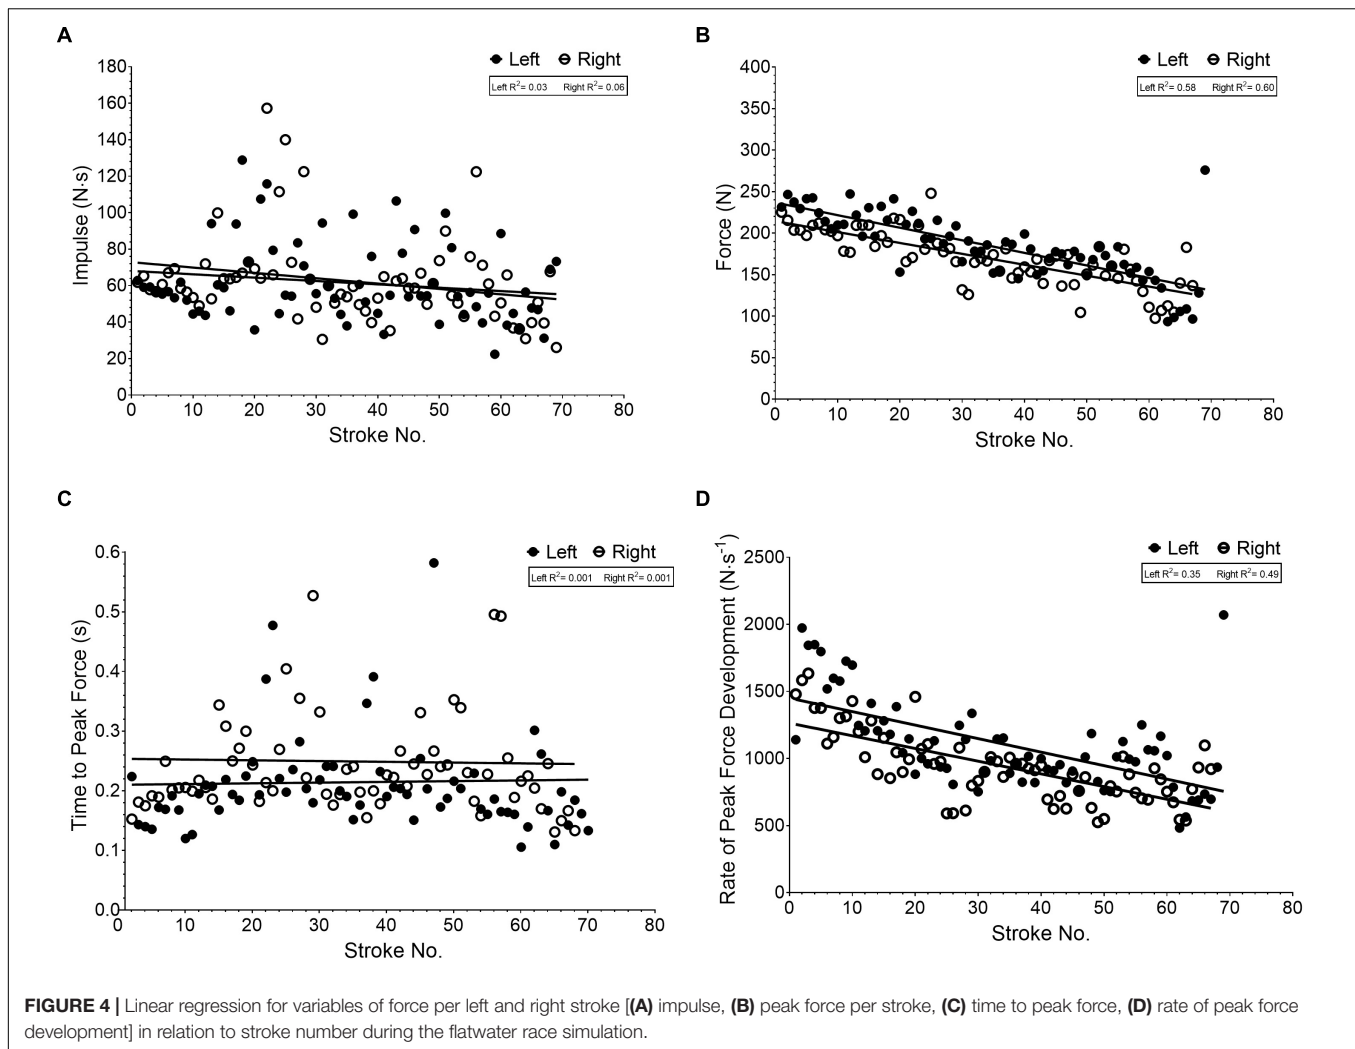 A
Left Right
Left R²= 0.03 Right R²= 0.06
Impulse (N·s)
180
160
140
120
100
80
60
40
20
0
0 10 20 30 40 50 60 70 80
Stroke No.
B
Left Right
Left R²= 0.58 Right R²= 0.60
Force (N)
400
350
300
250
200
150
100
50
0
0 10 20 30 40 50 60 70 80
Stroke No.
C
Left Right
Left R²= 0.001 Right R²= 0.001
Time to Peak Force (s)
0.6
0.5
0.4
0.3
0.2
0.1
0.0
0 10 20 30 40 50 60 70 80
Stroke No.
D
Left Right
Left R²= 0.35 Right R²= 0.49
Rate of Peak Force Development (N·s⁻¹)
2500
2000
1500
1000
500
0
0 10 20 30 40 50 60 70 80
Stroke No.
FIGURE 4 | Linear regression for variables of force per left and right stroke [(A) impulse, (B) peak force per stroke, (C) time to peak force, (D) rate of peak force
development] in relation to stroke number during the flatwater race simulation.